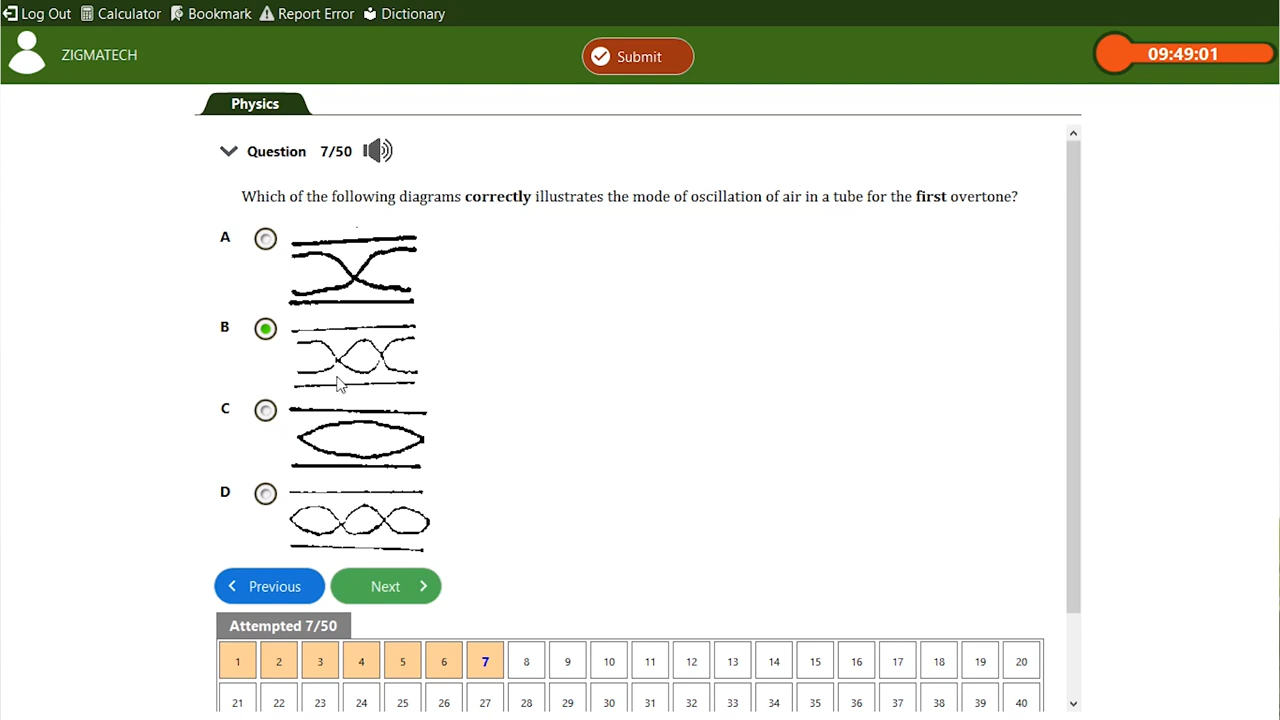 Log Out Calculator Bookmark Report Error Dictionary
ZIGMATECH
Submit
09:49:01
Physics
Question 7/50
Which of the following diagrams correctly illustrates the mode of oscillation of air in a tube for the first overtone?
A
B
C
D
Previous Next
Attempted 7/50
1 2 3 4 5 6 7 8 9 10 11 12 13 14 15 16 17 18 19 20
21 22 23 24 25 26 27 28 29 30 31 32 33 34 35 36 37 38 39 40